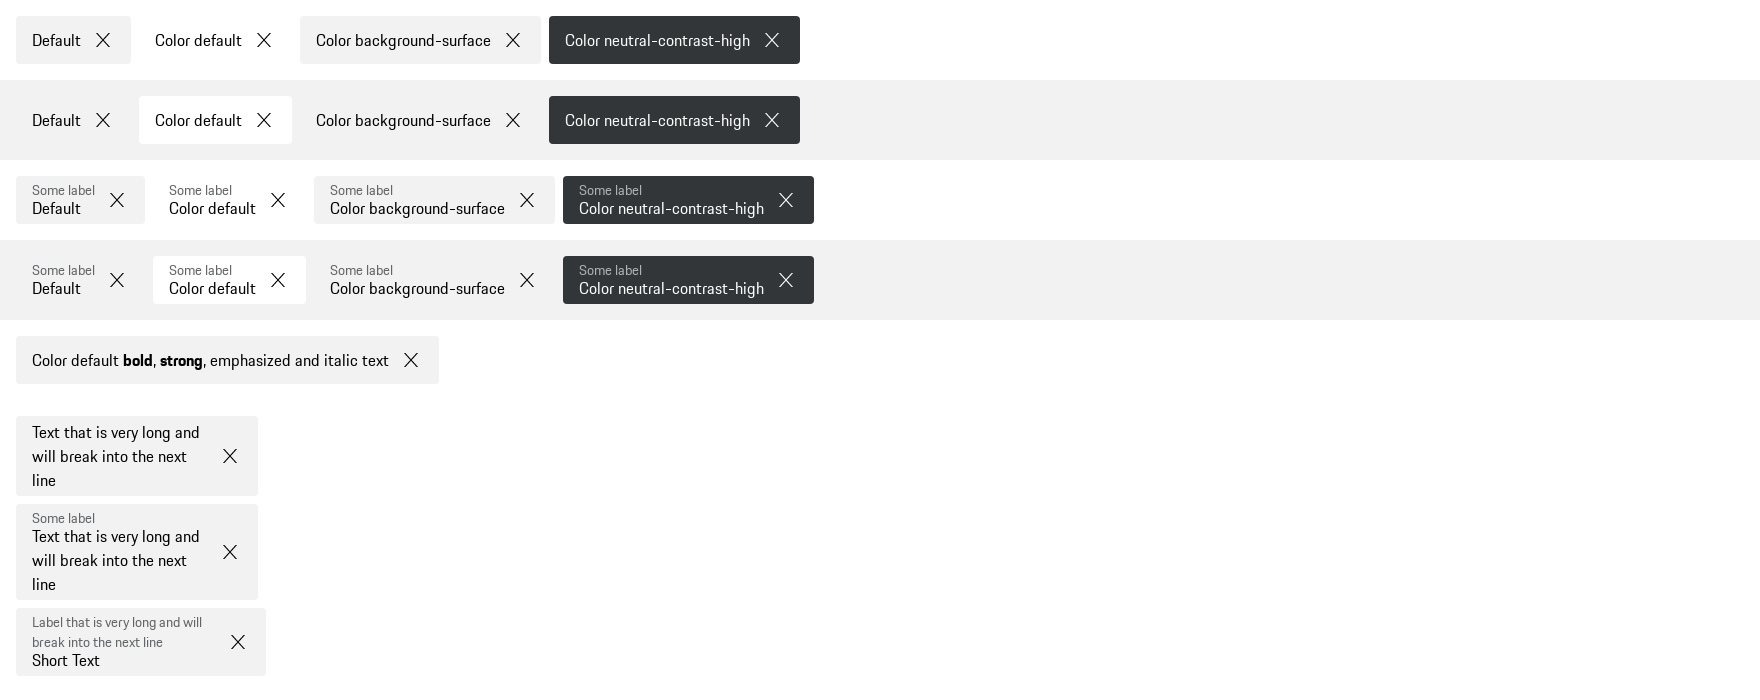 Default Color default Color background-surface Color neutral-contrast-high
Default Color default Color background-surface Color neutral-contrast-high
Some label Some label Some label Some label
Default Color default Color background-surface Color neutral-contrast-high
Some label Some label Some label Some label
Default Color default Color background-surface Color neutral-contrast-high
Color default bold, strong, emphasized and italic text
Text that is very long and
will break into the next
line
Some label
Text that is very long and
will break into the next
line
Label that is very long and will
break into the next line
Short Text